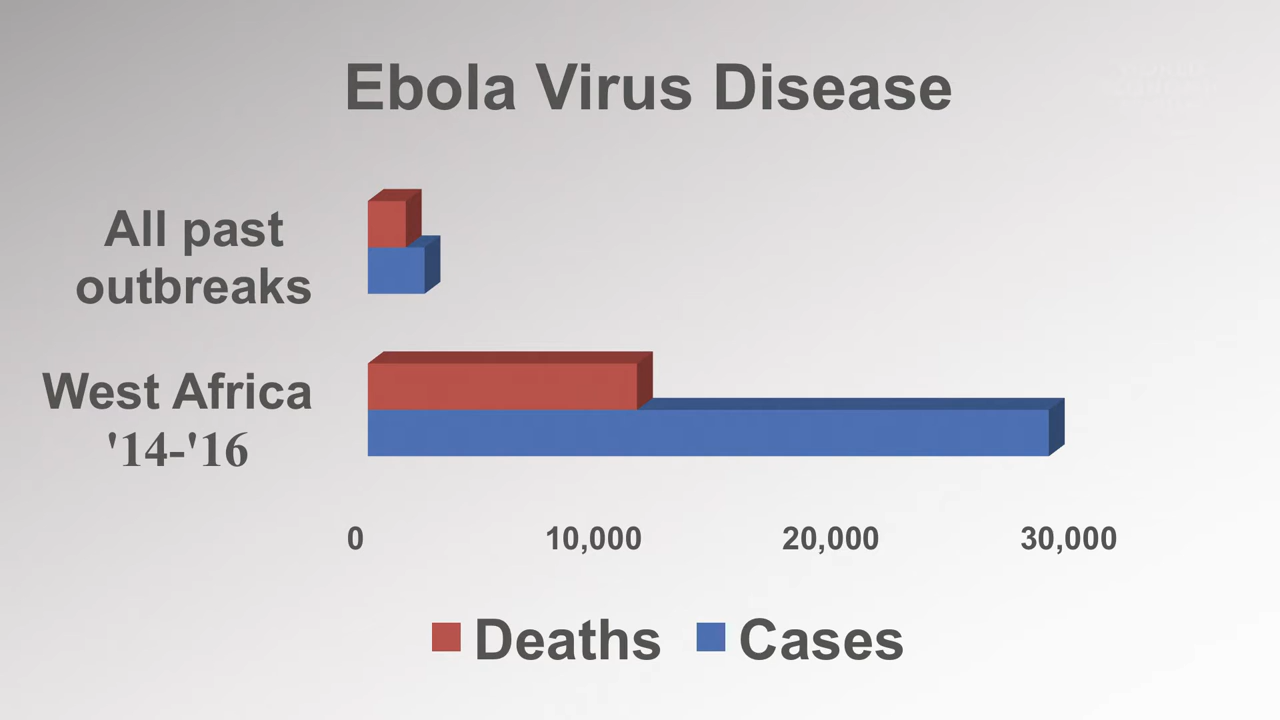 Ebola Virus Disease
All past
outbreaks
West Africa
'14-'16
0 10,000 20,000 30,000
Deaths Cases